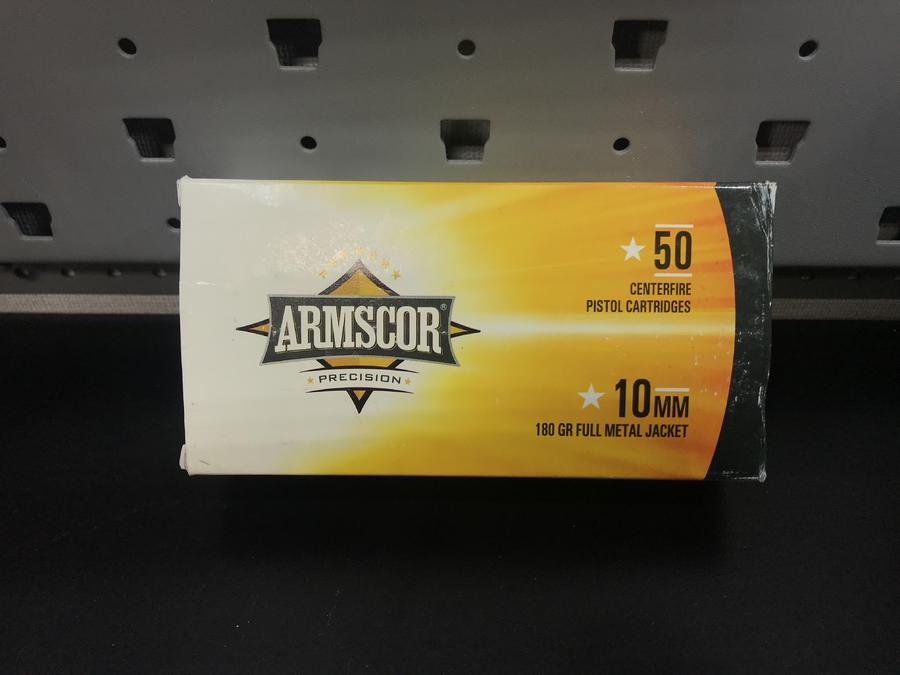 ARMSCOR®
PRECISION
50
CENTERFIRE
PISTOL CARTRIDGES
10MM
180 GR FULL METAL JACKET